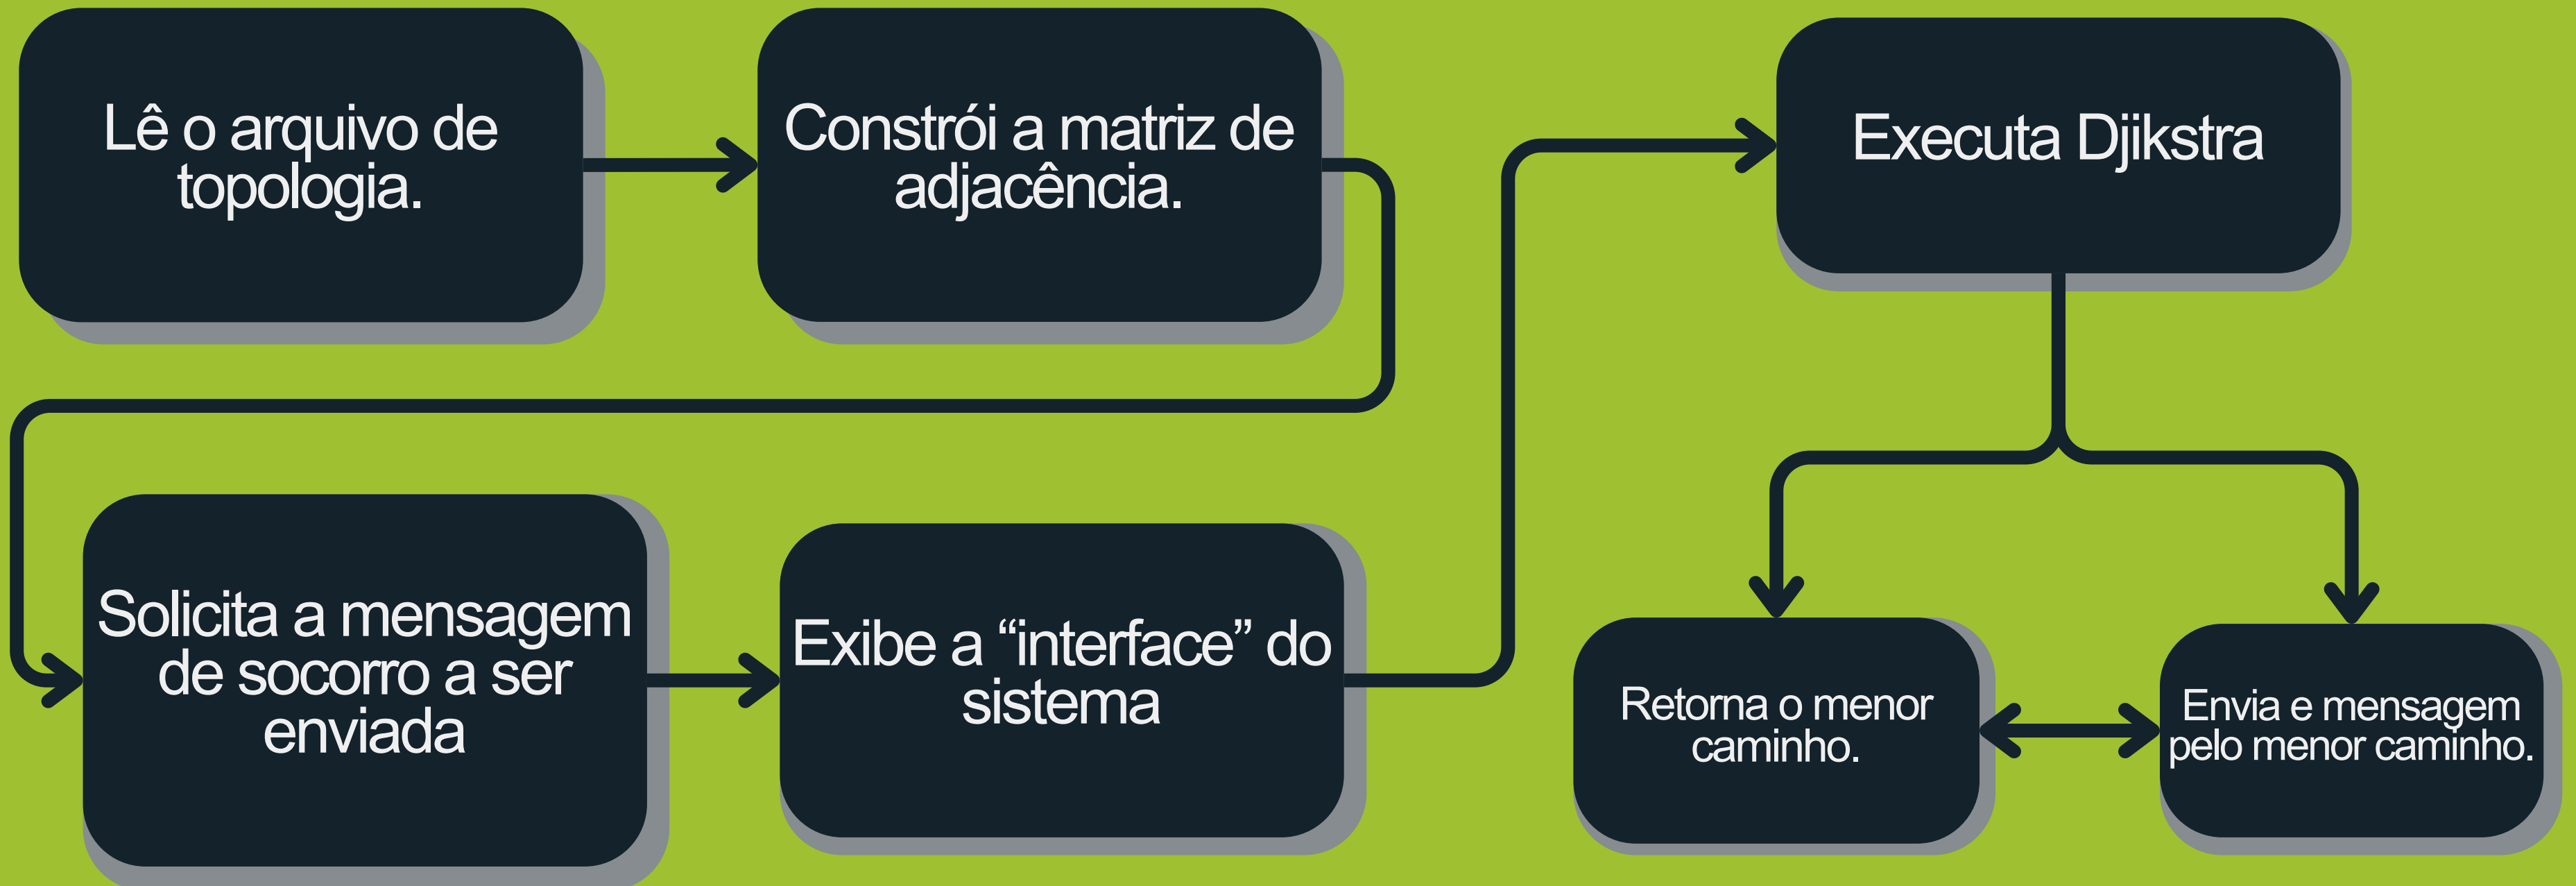 Lê o arquivo de
topologia.
Constrói a matriz de
adjacência.
Solicita a mensagem
de socorro a ser
enviada
Exibe a “interface” do
sistema
Executa Djikstra
Retorna o menor
caminho.
Envia e mensagem
pelo menor caminho.